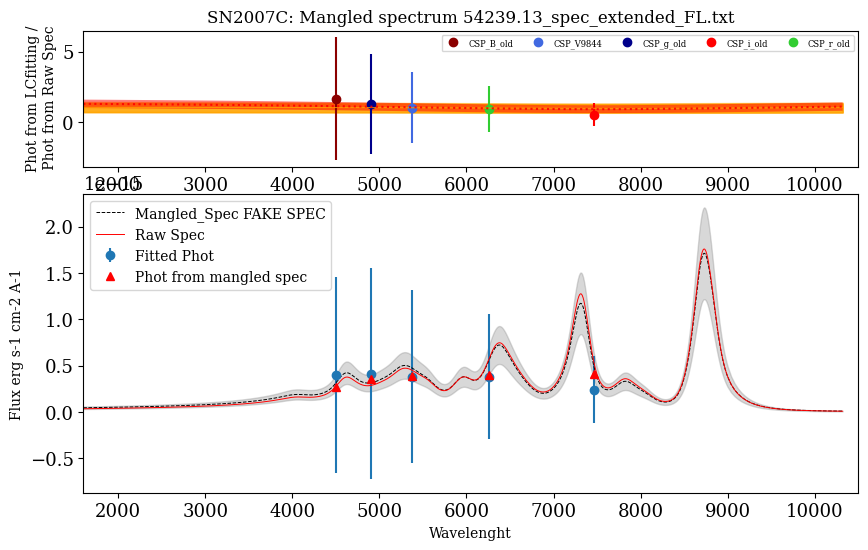 SN2007C: Mangled spectrum 54239.13_spec_extended_FL.txt
CSP_B_old CSP_V9844 CSP_g_old CSP_i_old CSP_r_old
Phot from LCfitting /
Phot from Raw Spec
5
0
2000 3000 4000 5000 6000 7000 8000 9000 10000
1e−15
Mangled_Spec FAKE SPEC
Raw Spec
Fitted Phot
Phot from mangled spec
Flux erg s-1 cm-2 A-1
2.0
1.5
1.0
0.5
0.0
−0.5
2000 3000 4000 5000 6000 7000 8000 9000 10000
Wavelenght